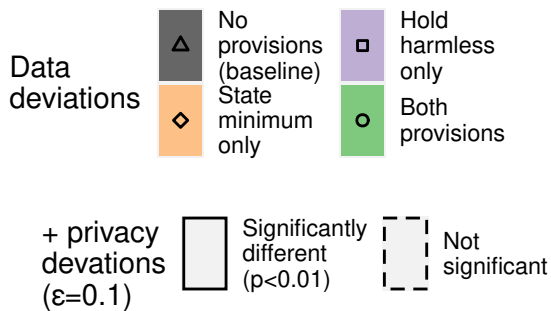 Data
deviations
No
provisions
(baseline)
State
minimum
only
Hold
harmless
only
Both
provisions
+ privacy
devations
(ε=0.1)
Significantly
different
(p<0.01)
Not
significant